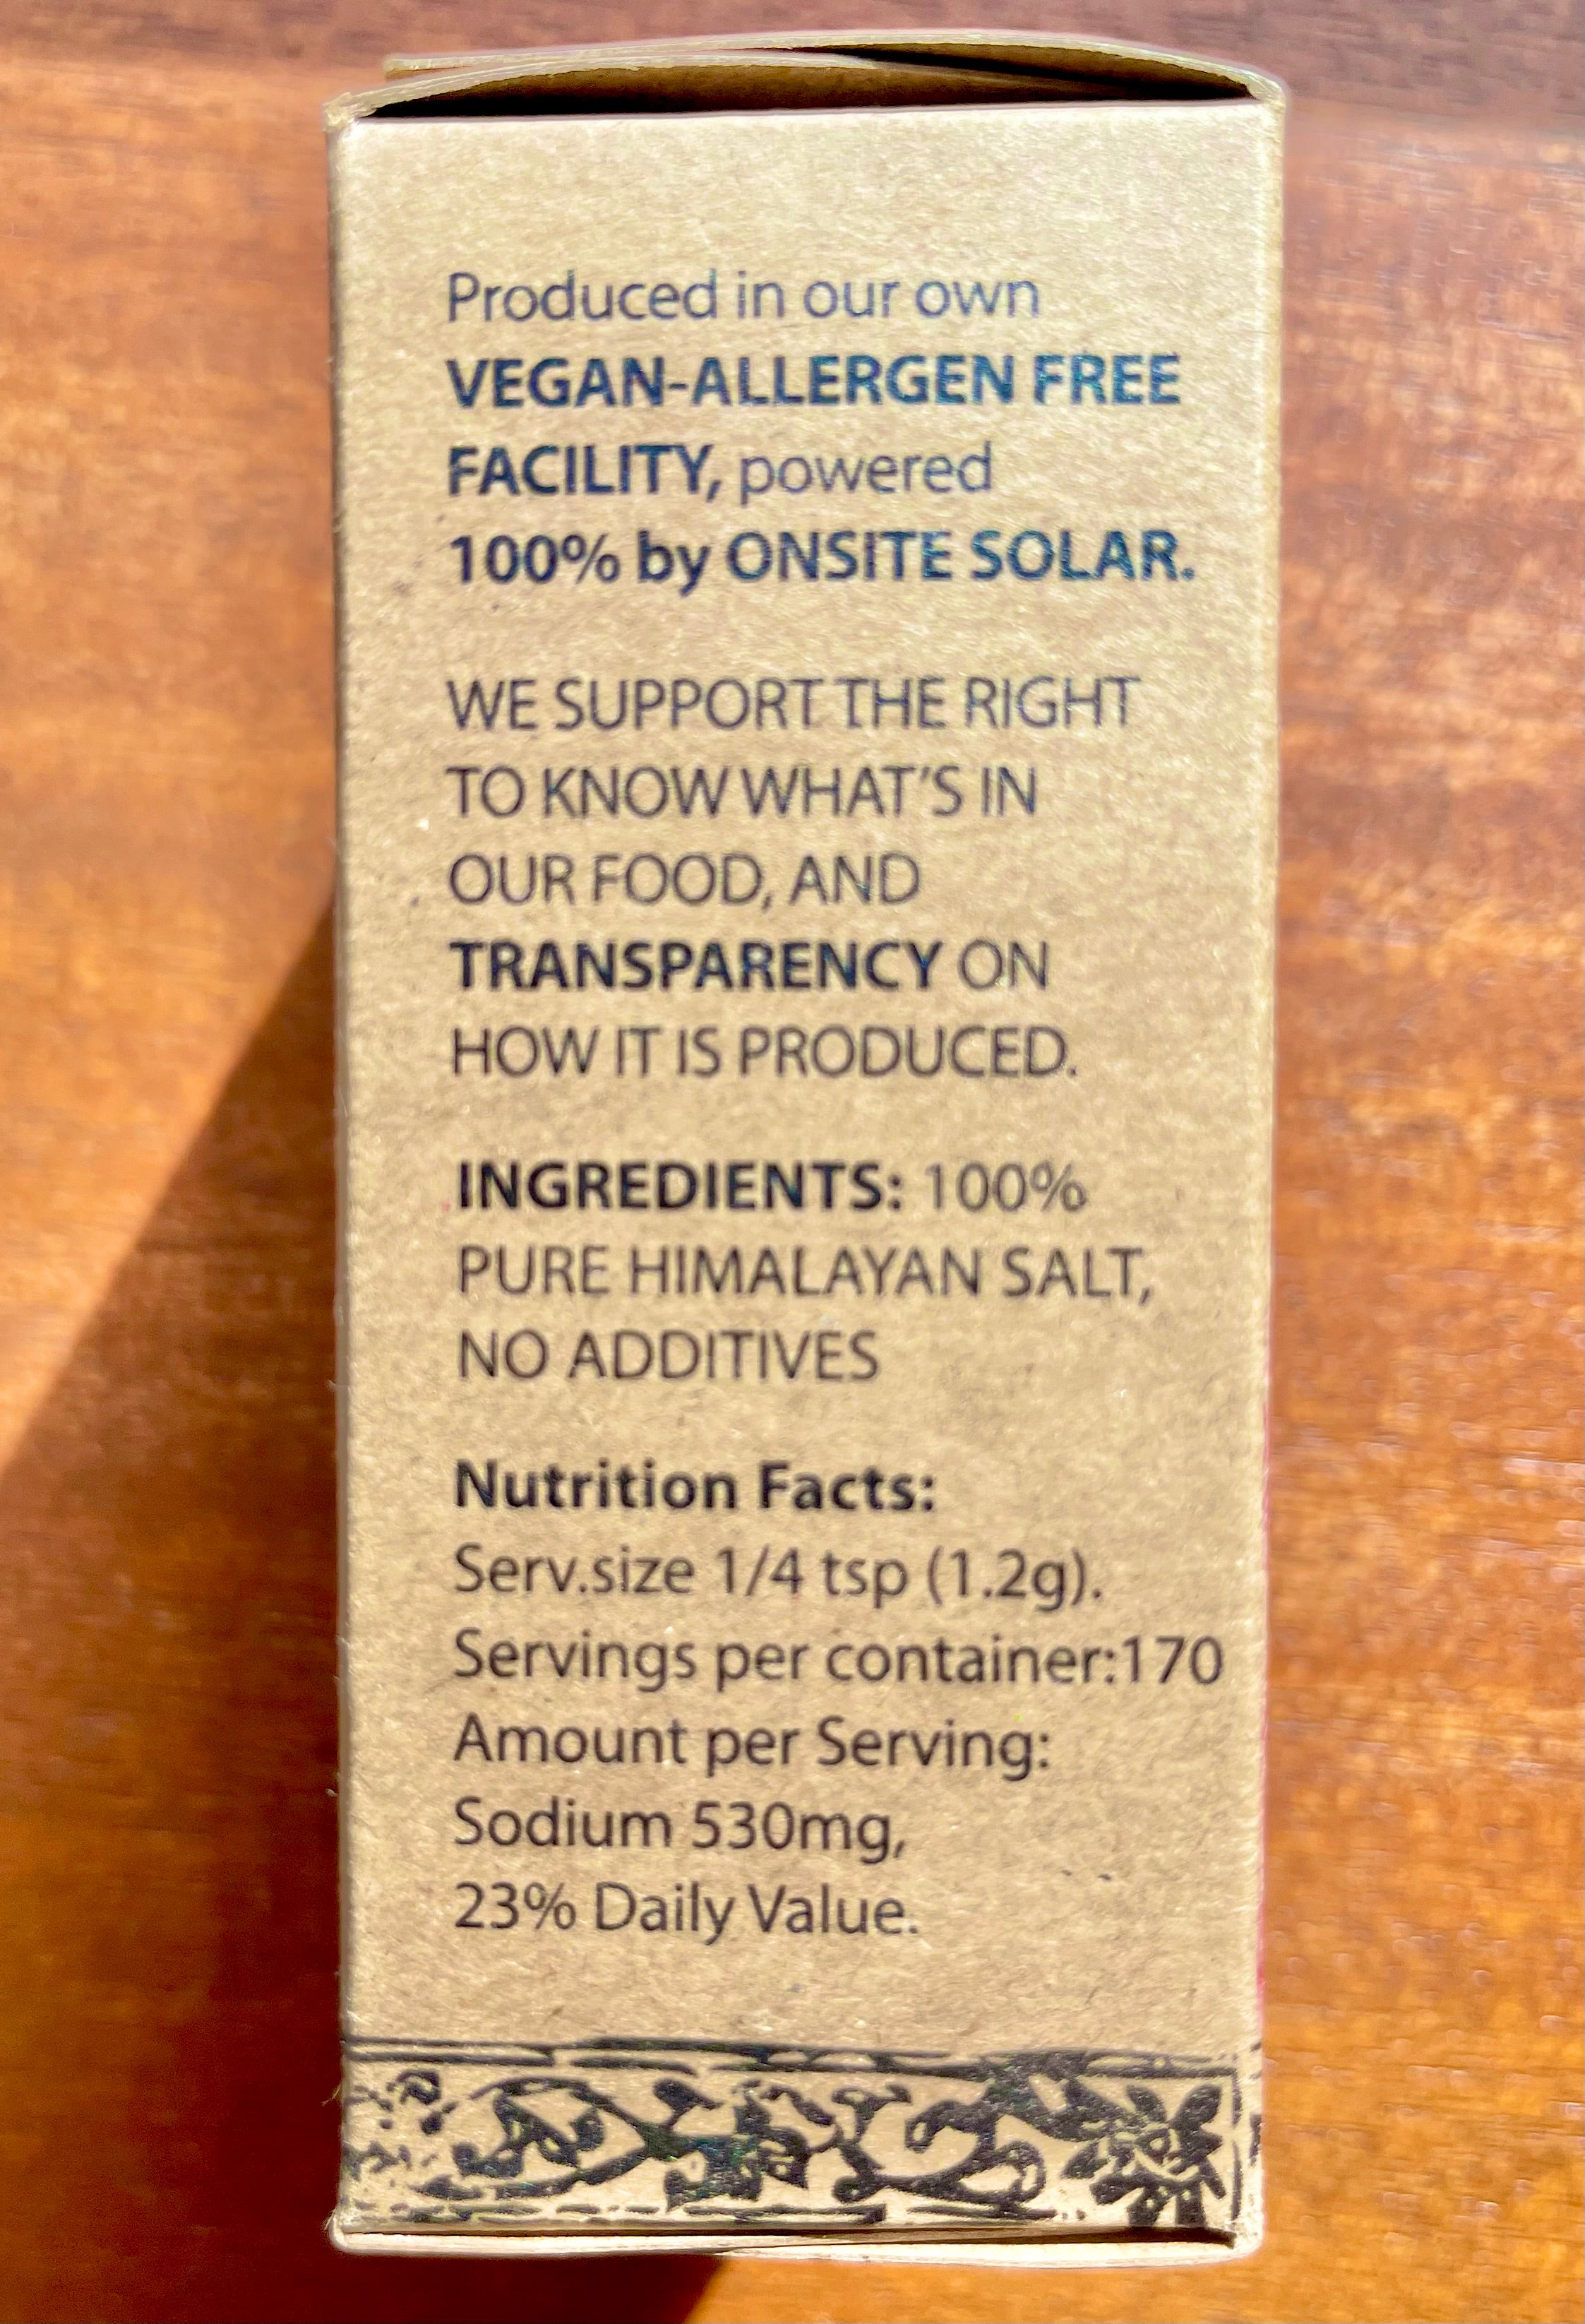 Produced in our own
VEGAN-ALLERGEN FREE
FACILITY, powered
100% by ONSITE SOLAR.
WE SUPPORT THE RIGHT
TO KNOW WHAT'S IN
OUR FOOD, AND
TRANSPARENCY ON
HOW IT IS PRODUCED.
INGREDIENTS: 100%
PURE HIMALAYAN SALT,
NO ADDITIVES
Nutrition Facts:
Serv.size 1/4 tsp (1.2g).
Servings per container:170
Amount per Serving:
Sodium 530mg,
23% Daily Value.